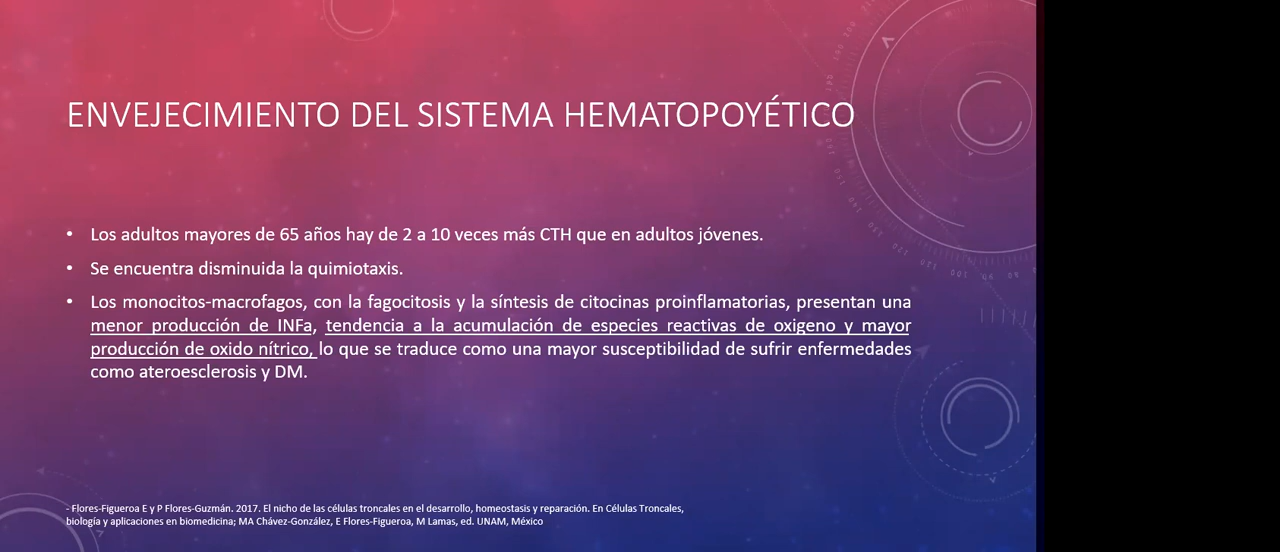 ENVEJECIMIENTO DEL SISTEMA HEMATOPOYÉTICO
• Los adultos mayores de 65 años hay de 2 a 10 veces más CTH que en adultos jóvenes.
• Se encuentra disminuida la quimiotaxis.
• Los monocitos-macrofagos, con la fagocitosis y la síntesis de citocinas proinflamatorias, presentan una
menor producción de INFa, tendencia a la acumulación de especies reactivas de oxigeno y mayor
producción de oxido nítrico, lo que se traduce como una mayor susceptibilidad de sufrir enfermedades
como ateroesclerosis y DM.
- Flores-Figueroa E y P Flores-Guzmán. 2017. El nicho de las células troncales en el desarrollo, homeostasis y reparación. En Células Troncales,
biología y aplicaciones en biomedicina; MA Chávez-González, E Flores-Figueroa, M Lamas, ed. UNAM, México